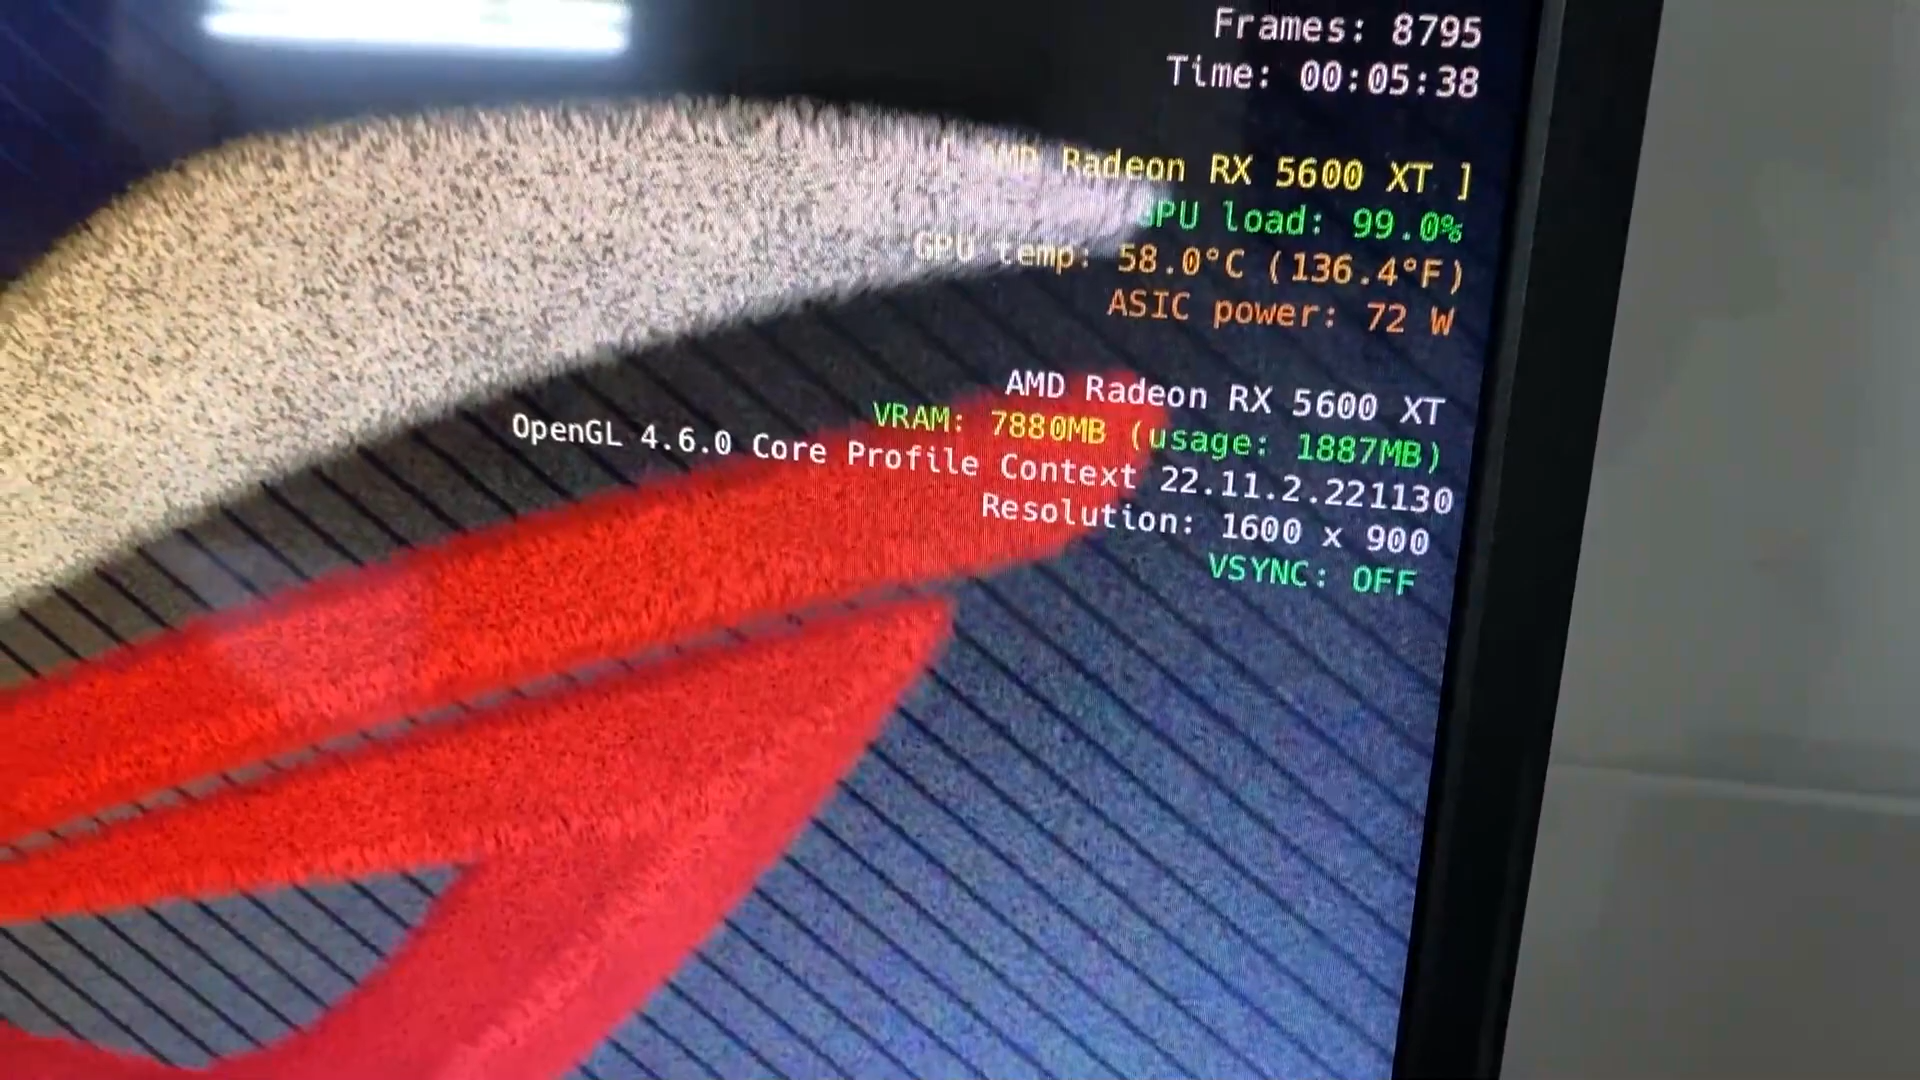 Frames: 8795
Time: 00:05:38
[ AMD Radeon RX 5600 XT ]
GPU load: 99.0%
GPU temp: 58.0°C (136.4°F)
ASIC power: 72 W
AMD Radeon RX 5600 XT
VRAM: 7880MB (usage: 1887MB)
OpenGL 4.6.0 Core Profile Context 22.11.2.221130
Resolution: 1600 x 900
VSYNC: OFF